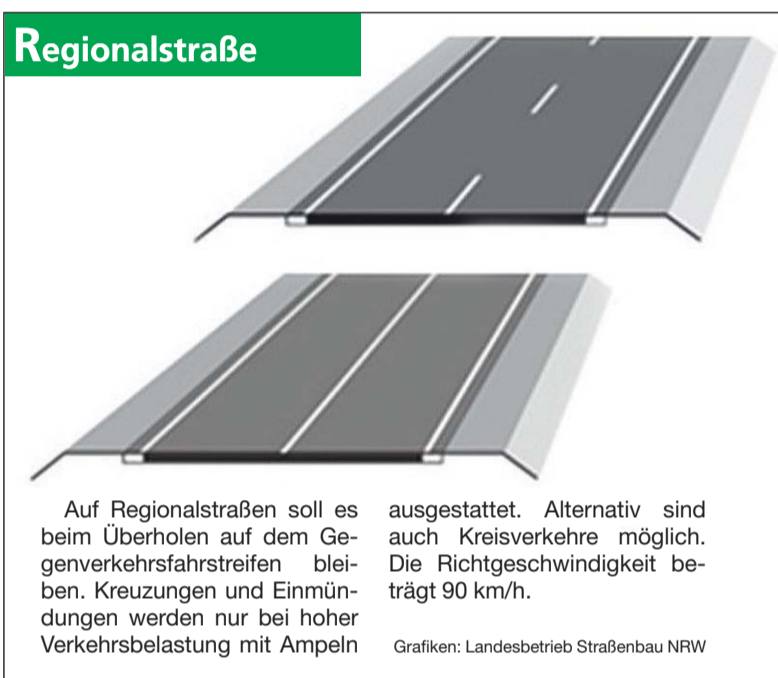 Regionalstraße
Auf Regionalstraßen soll es
beim Überholen auf dem Ge-
genverkehrsfahrstreifen blei-
ben. Kreuzungen und Einmün-
dungen werden nur bei hoher
Verkehrsbelastung mit Ampeln
ausgestattet. Alternativ sind
auch Kreisverkehre möglich.
Die Richtgeschwindigkeit be-
trägt 90 km/h.
Grafiken: Landesbetrieb Straßenbau NRW